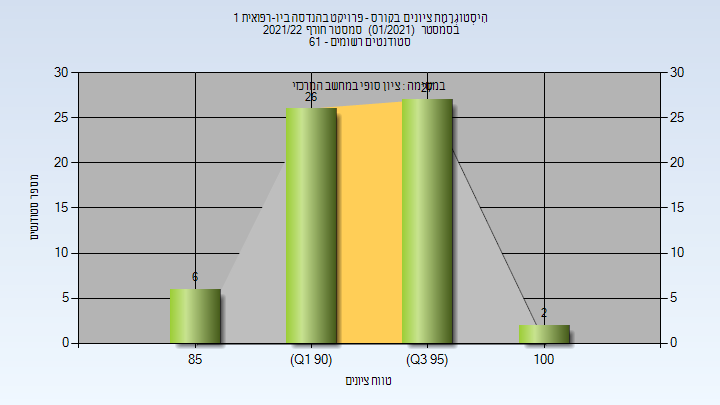 היסטוגרמת ציונים בקורס - פרויקט בהנדסה ביו-רפואית 1
בסמסטר (01/2021) סמסטר חורף 2021/22
סטודנטים רשומים - 61
במשימה : ציון סופי במחשב המרכזי
30 30
25 25
20 20
15 15
10 10
5 5
0 0
6
26
27
2
מספר סטודנטים
85 (Q1 90) (Q3 95) 100
טווח ציונים